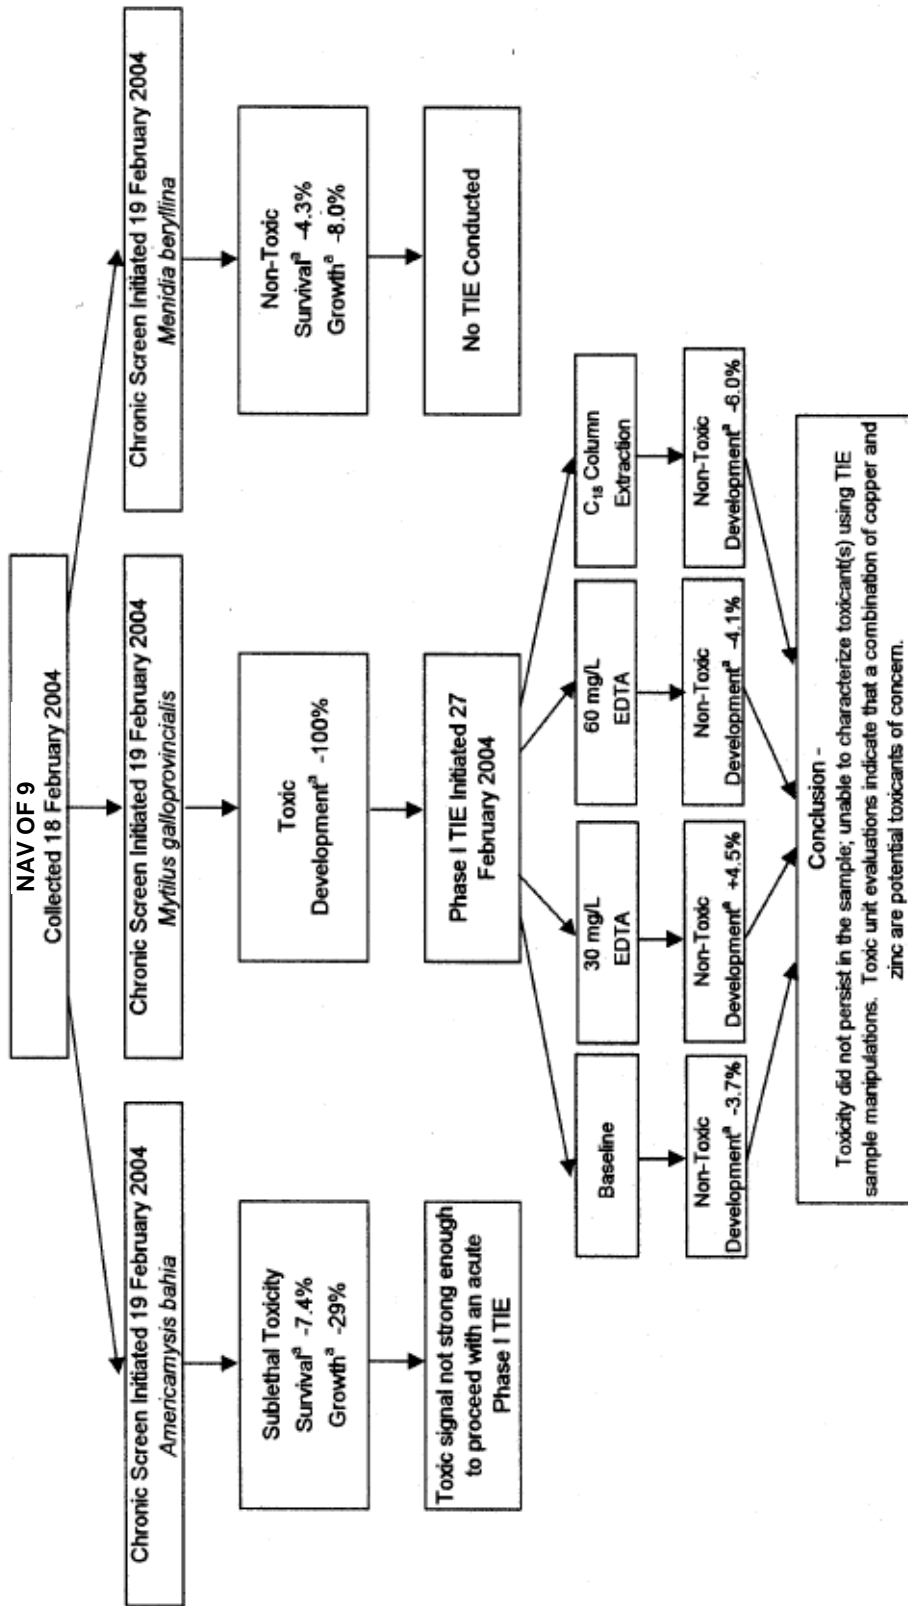 NAV OF 9
Collected 18 February 2004
Chronic Screen Initiated 19 February 2004
Americamysis bahia
Chronic Screen Initiated 19 February 2004
Mytilus galloprovincialis
Chronic Screen Initiated 19 February 2004
Menidia beryllina
Sublethal Toxicity
Survivalᵃ -7.4%
Growthᵃ -29%
Toxic
Developmentᵃ -100%
Non-Toxic
Survivalᵃ -4.3%
Growthᵃ -8.0%
Toxic signal not strong enough
to proceed with an acute
Phase I TIE
Phase I TIE Initiated 27
February 2004
No TIE Conducted
Baseline
30 mg/L
EDTA
60 mg/L
EDTA
C₁₈ Column
Extraction
Non-Toxic
Developmentᵃ -3.7%
Non-Toxic
Developmentᵃ +4.5%
Non-Toxic
Developmentᵃ -4.1%
Non-Toxic
Developmentᵃ -6.0%
Conclusion -
Toxicity did not persist in the sample; unable to characterize toxicant(s) using TIE
sample manipulations. Toxic unit evaluations indicate that a combination of copper and
zinc are potential toxicants of concern.